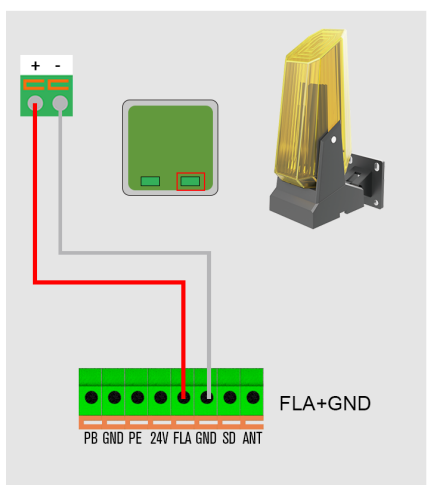 + -
FLA+GND
PB GND PE 24V FLA GND SD ANT